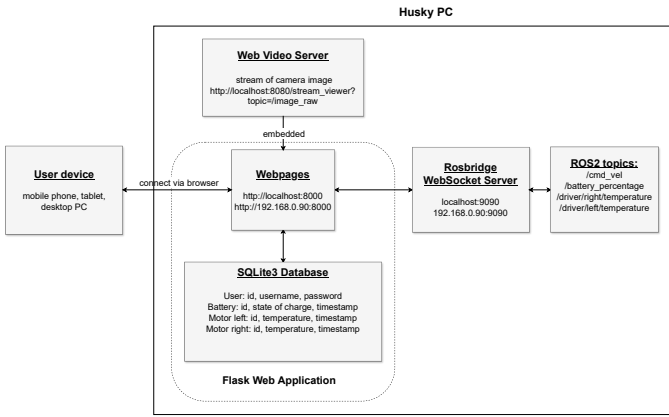 Husky PC
Web Video Server
stream of camera image
http://localhost:8080/stream_viewer?
topic=/image_raw
embedded
User device
mobile phone, tablet,
desktop PC
connect via browser
Webpages
http://localhost:8000
http://192.168.0.90:8000
Rosbridge
WebSocket Server
localhost:9090
192.168.0.90:9090
ROS2 topics:
/cmd_vel
/battery_percentage
/driver/right/temperature
/driver/left/temperature
SQLite3 Database
User: id, username, password
Battery: id, state of charge, timestamp
Motor left: id, temperature, timestamp
Motor right: id, temperature, timestamp
Flask Web Application